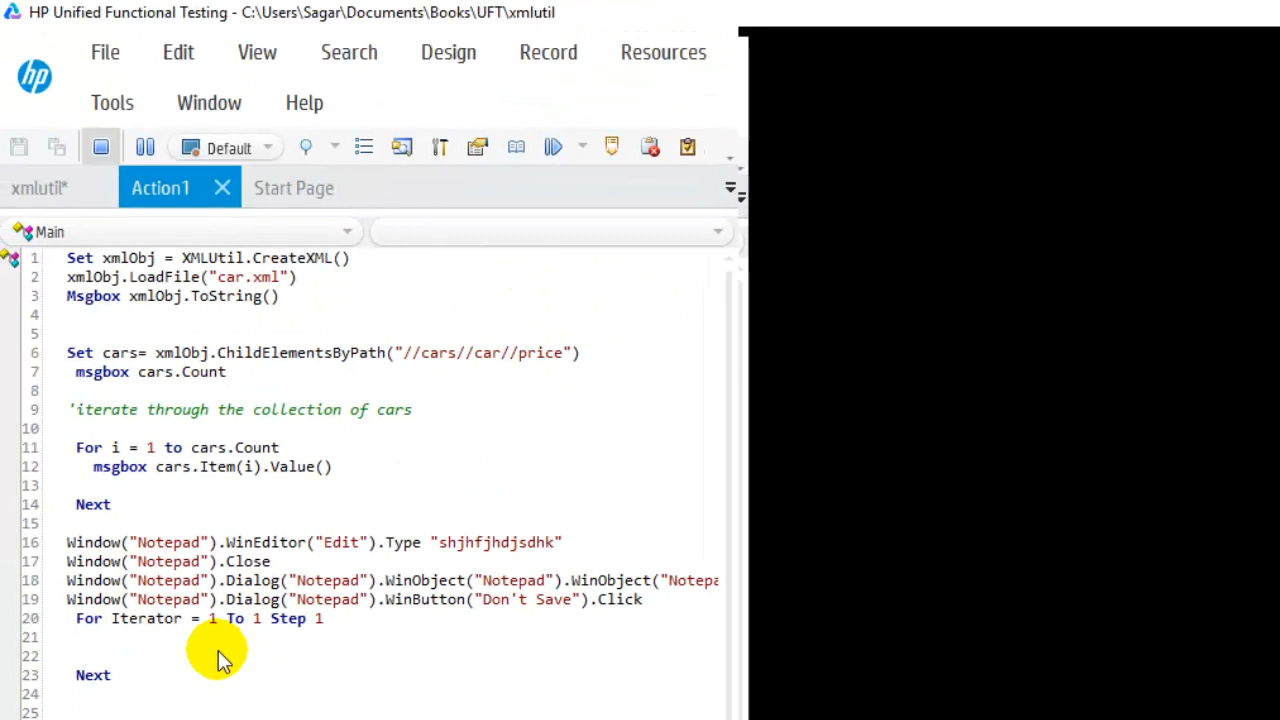 HP Unified Functional Testing - C:\Users\Sagar\Documents\Books\UFT\xmlutil
hp
File Edit View Search Design Record Resources
Tools Window Help
Default
xmlutil* Action1 Start Page
Main
1 Set xmlObj = XMLUtil.CreateXML()
2 xmlObj.LoadFile("car.xml")
3 Msgbox xmlObj.ToString()
4
5
6 Set cars= xmlObj.ChildElementsByPath("//cars//car//price")
7 msgbox cars.Count
8
9 'iterate through the collection of cars
10
11 For i = 1 to cars.Count
12 msgbox cars.Item(i).Value()
13
14 Next
15
16 Window("Notepad").WinEditor("Edit").Type "shjhfjhdjsdhk"
17 Window("Notepad").Close
18 Window("Notepad").Dialog("Notepad").WinObject("Notepad").WinObject("Notepa
19 Window("Notepad").Dialog("Notepad").WinButton("Don't Save").Click
20 For Iterator = 1 To 1 Step 1
21
22
23 Next
24
25